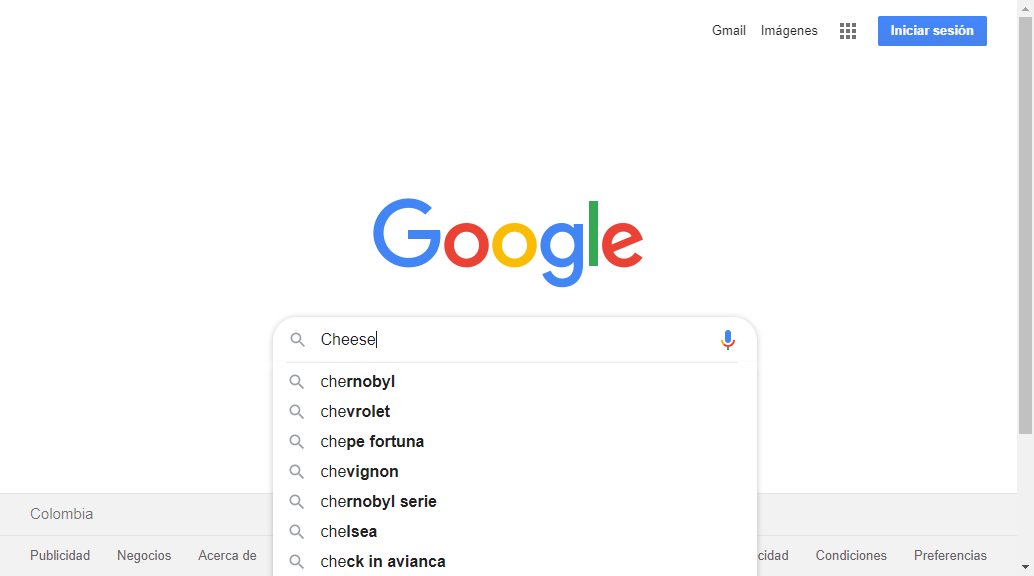 Gmail Imágenes Iniciar sesión
Google
Cheese
chernobyl
chevrolet
chepe fortuna
chevignon
chernobyl serie
chelsea
check in avianca
Colombia
Publicidad Negocios Acerca de cidad Condiciones Preferencias